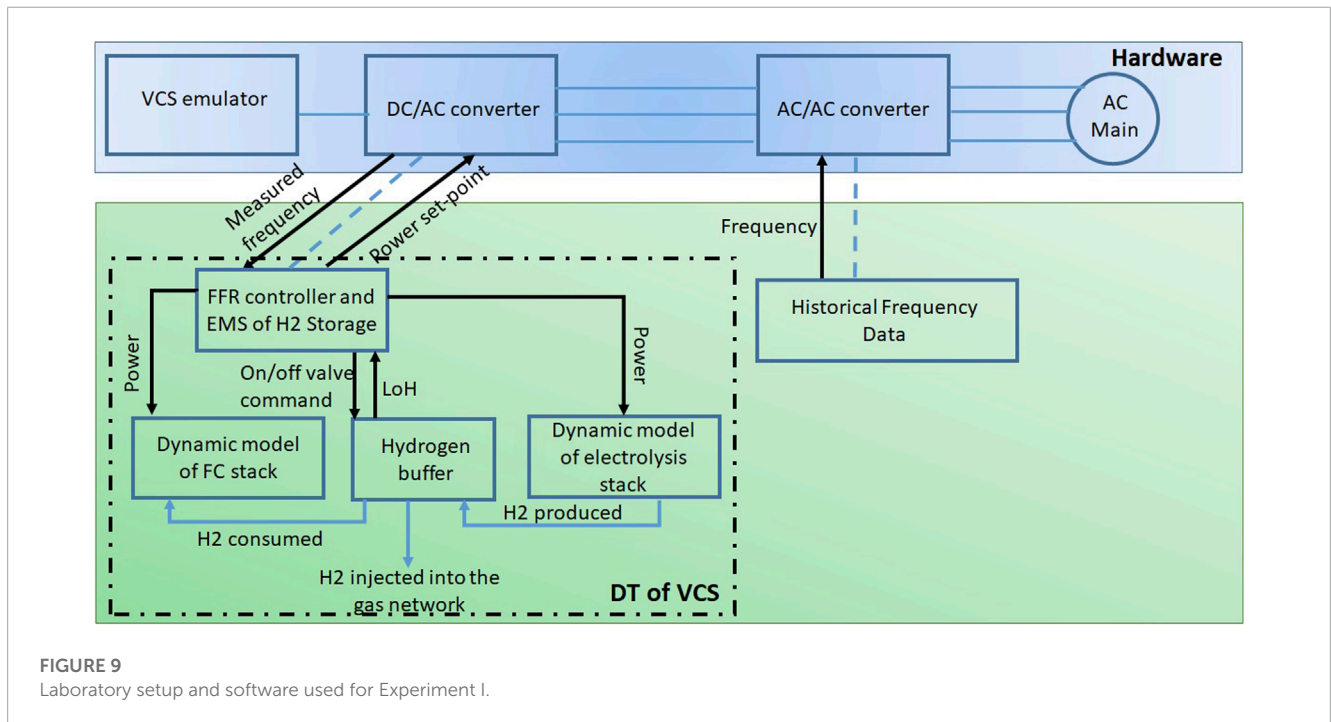 Hardware
VCS emulator
DC/AC converter
AC/AC converter
AC
Main
Measured
frequency
Power set-point
Frequency
FFR controller and
EMS of H2 Storage
Historical Frequency
Data
Power
On/off valve
command
LoH
Power
Dynamic model
of FC stack
Hydrogen
buffer
Dynamic model
of electrolysis
stack
H2 consumed
H2 produced
H2 injected into the
gas network
DT of VCS
FIGURE 9
Laboratory setup and software used for Experiment I.